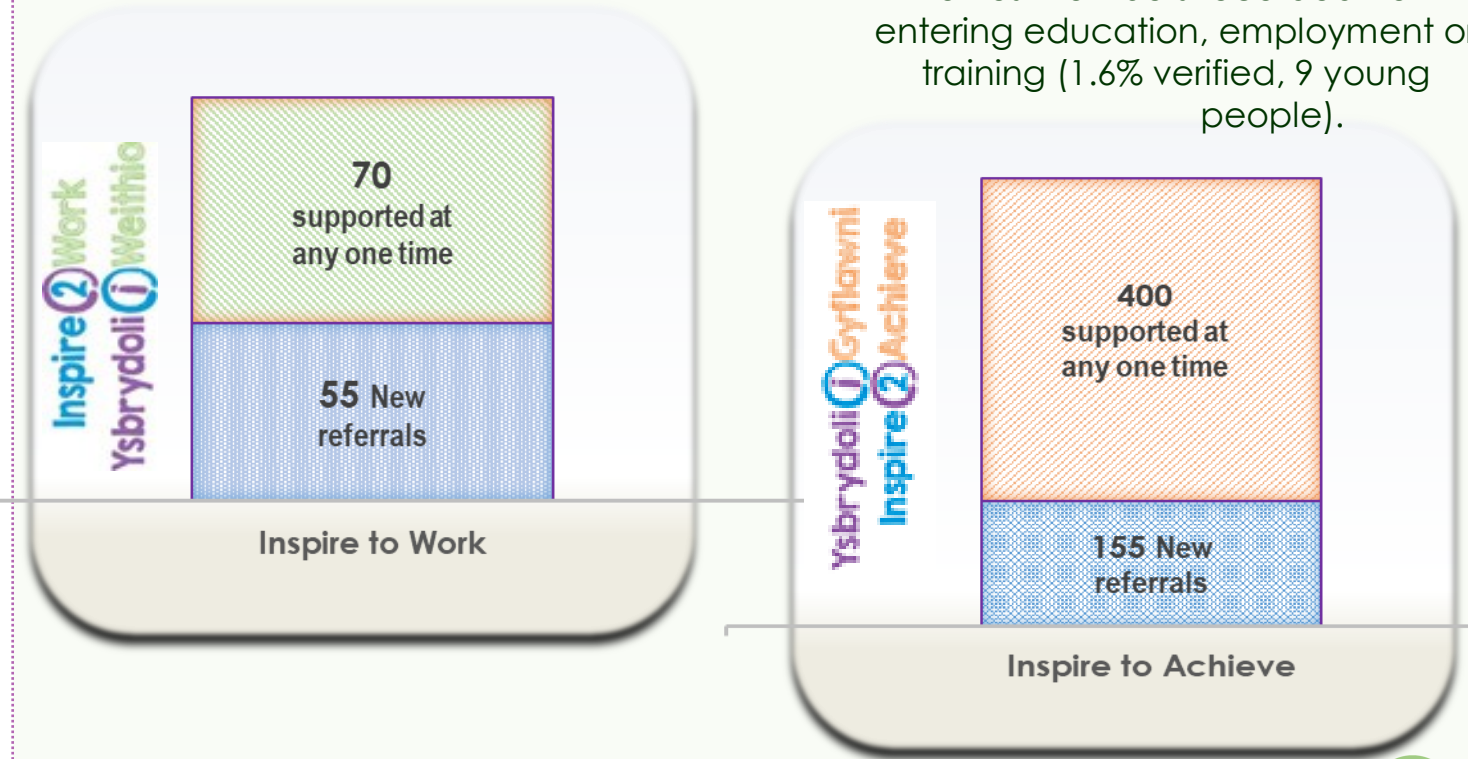 entering education, employment or
training (1.6% verified, 9 young
people).
Inspire2Work
Ysbrydoli i Weithio
70
supported at
any one time
55 New
referrals
Inspire to Work
Ysbrydoli i Gyflawni
Inspire2Achieve
400
supported at
any one time
155 New
referrals
Inspire to Achieve